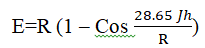 E=R (1 – Cos 28.65 Jh/R)